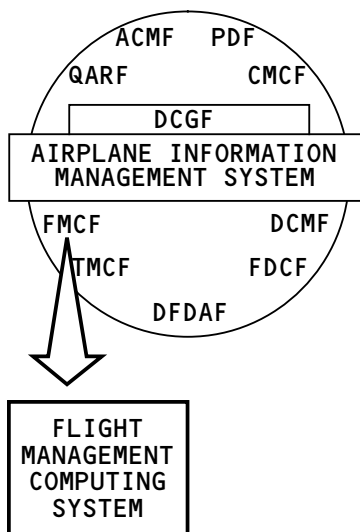 ACMF PDF
QARF CMCF
DCGF
AIRPLANE INFORMATION
MANAGEMENT SYSTEM
FMCF DCMF
TMCF FDCF
DFDAF
FLIGHT
MANAGEMENT
COMPUTING
SYSTEM